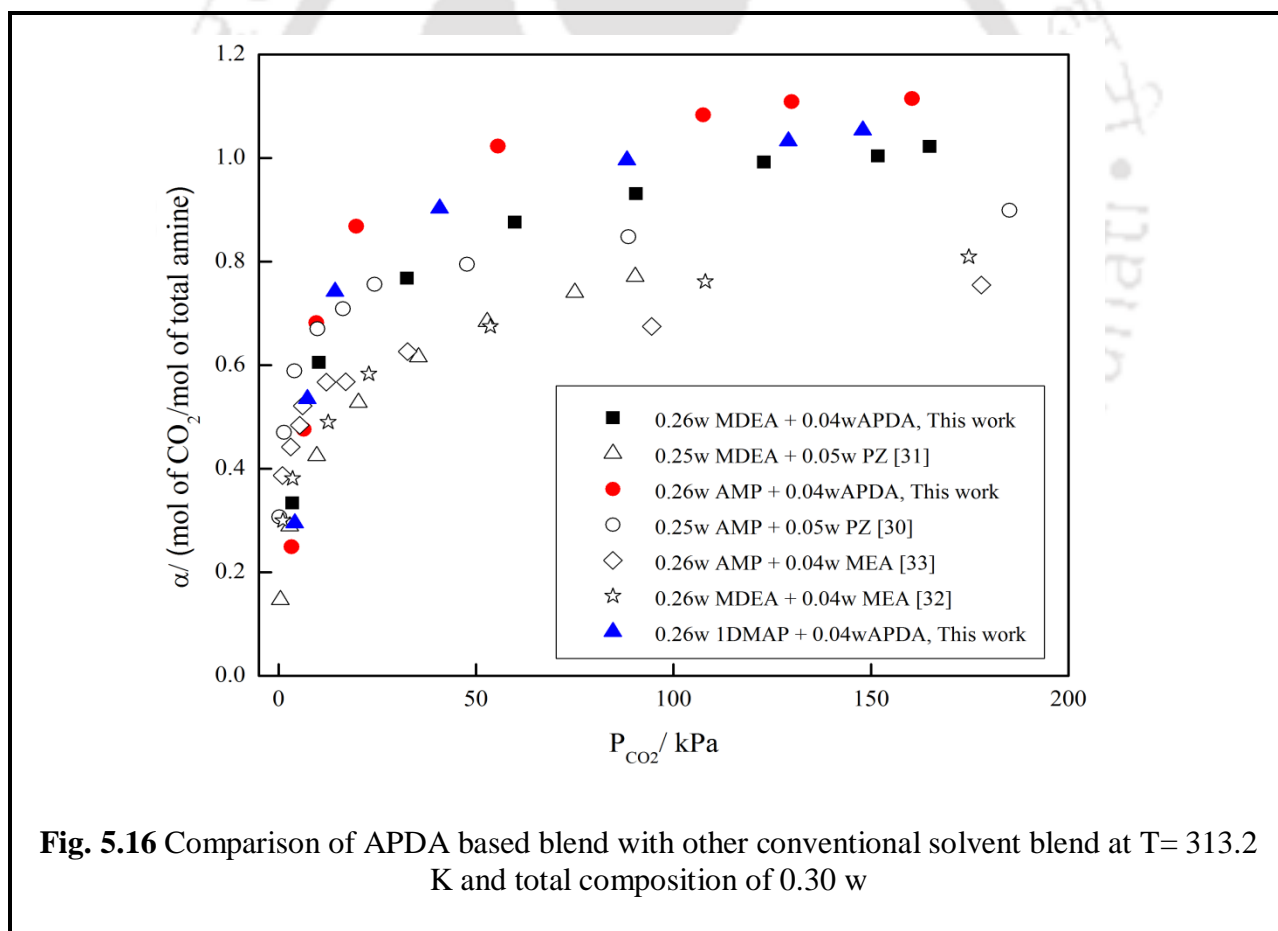 1.2
1.0
0.8
0.6
0.4
0.2
0.0
α/ (mol of CO₂/mol of total amine)
0.26w MDEA + 0.04wAPDA, This work
0.25w MDEA + 0.05w PZ [31]
0.26w AMP + 0.04wAPDA, This work
0.25w AMP + 0.05w PZ [30]
0.26w AMP + 0.04w MEA [33]
0.26w MDEA + 0.04w MEA [32]
0.26w 1DMAP + 0.04wAPDA, This work
0 50 100 150 200
P_CO2/ kPa
Fig. 5.16 Comparison of APDA based blend with other conventional solvent blend at T= 313.2
K and total composition of 0.30 w